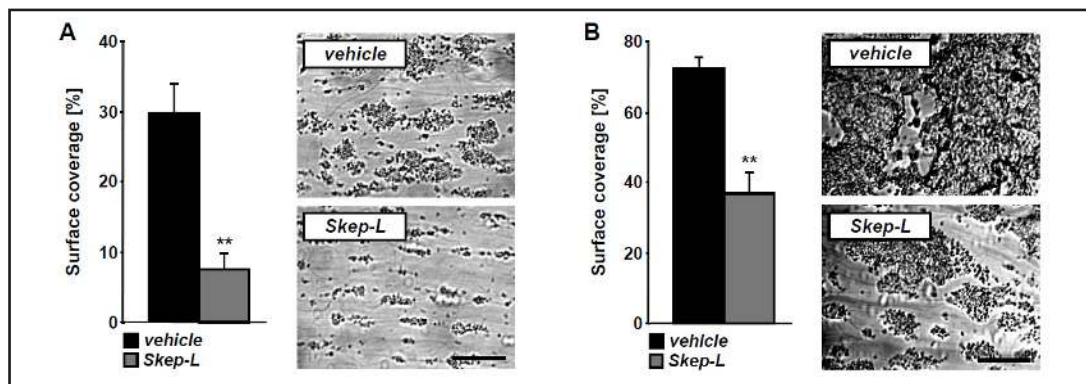 A
40
30
20
10
0
Surface coverage [%]
**
vehicle
Skep-L
vehicle
Skep-L
B
80
60
40
20
0
Surface coverage [%]
**
vehicle
Skep-L
vehicle
Skep-L